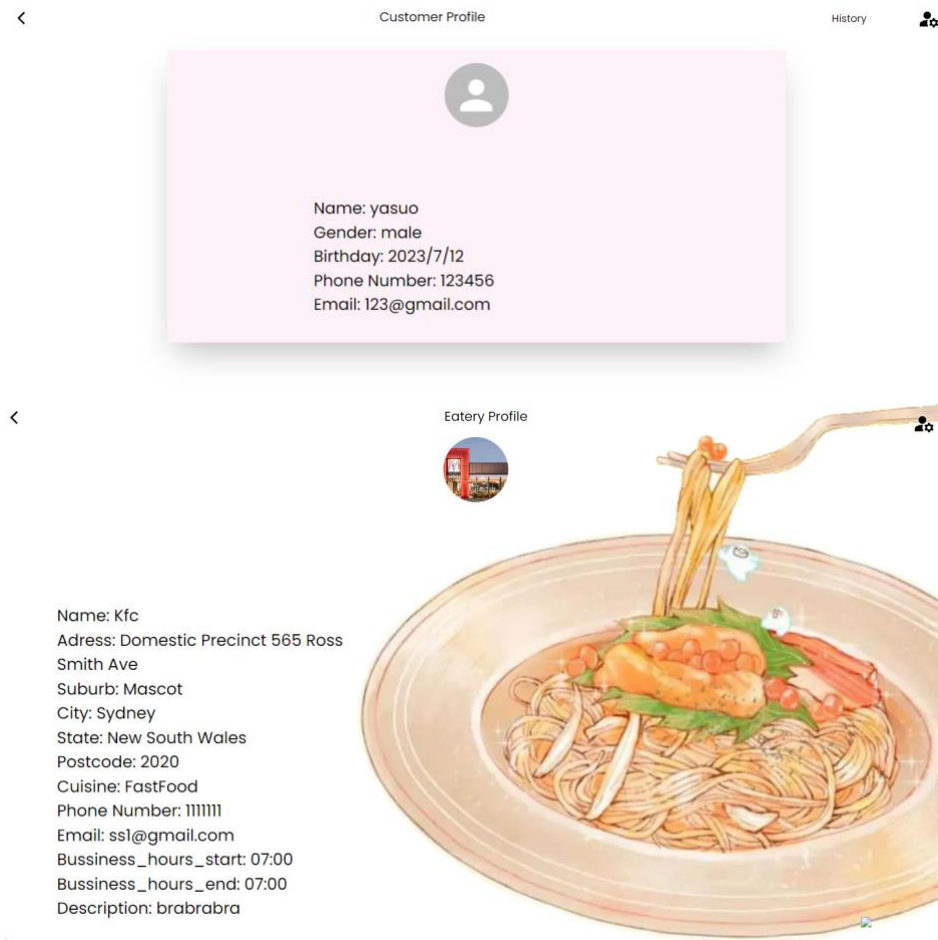 Customer Profile
History
Name: yasuo
Gender: male
Birthday: 2023/7/12
Phone Number: 123456
Email: 123@gmail.com
Eatery Profile
Name: Kfc
Adress: Domestic Precinct 565 Ross
Smith Ave
Suburb: Mascot
City: Sydney
State: New South Wales
Postcode: 2020
Cuisine: FastFood
Phone Number: 1111111
Email: ss1@gmail.com
Bussiness_hours_start: 07:00
Bussiness_hours_end: 07:00
Description: brabrabra